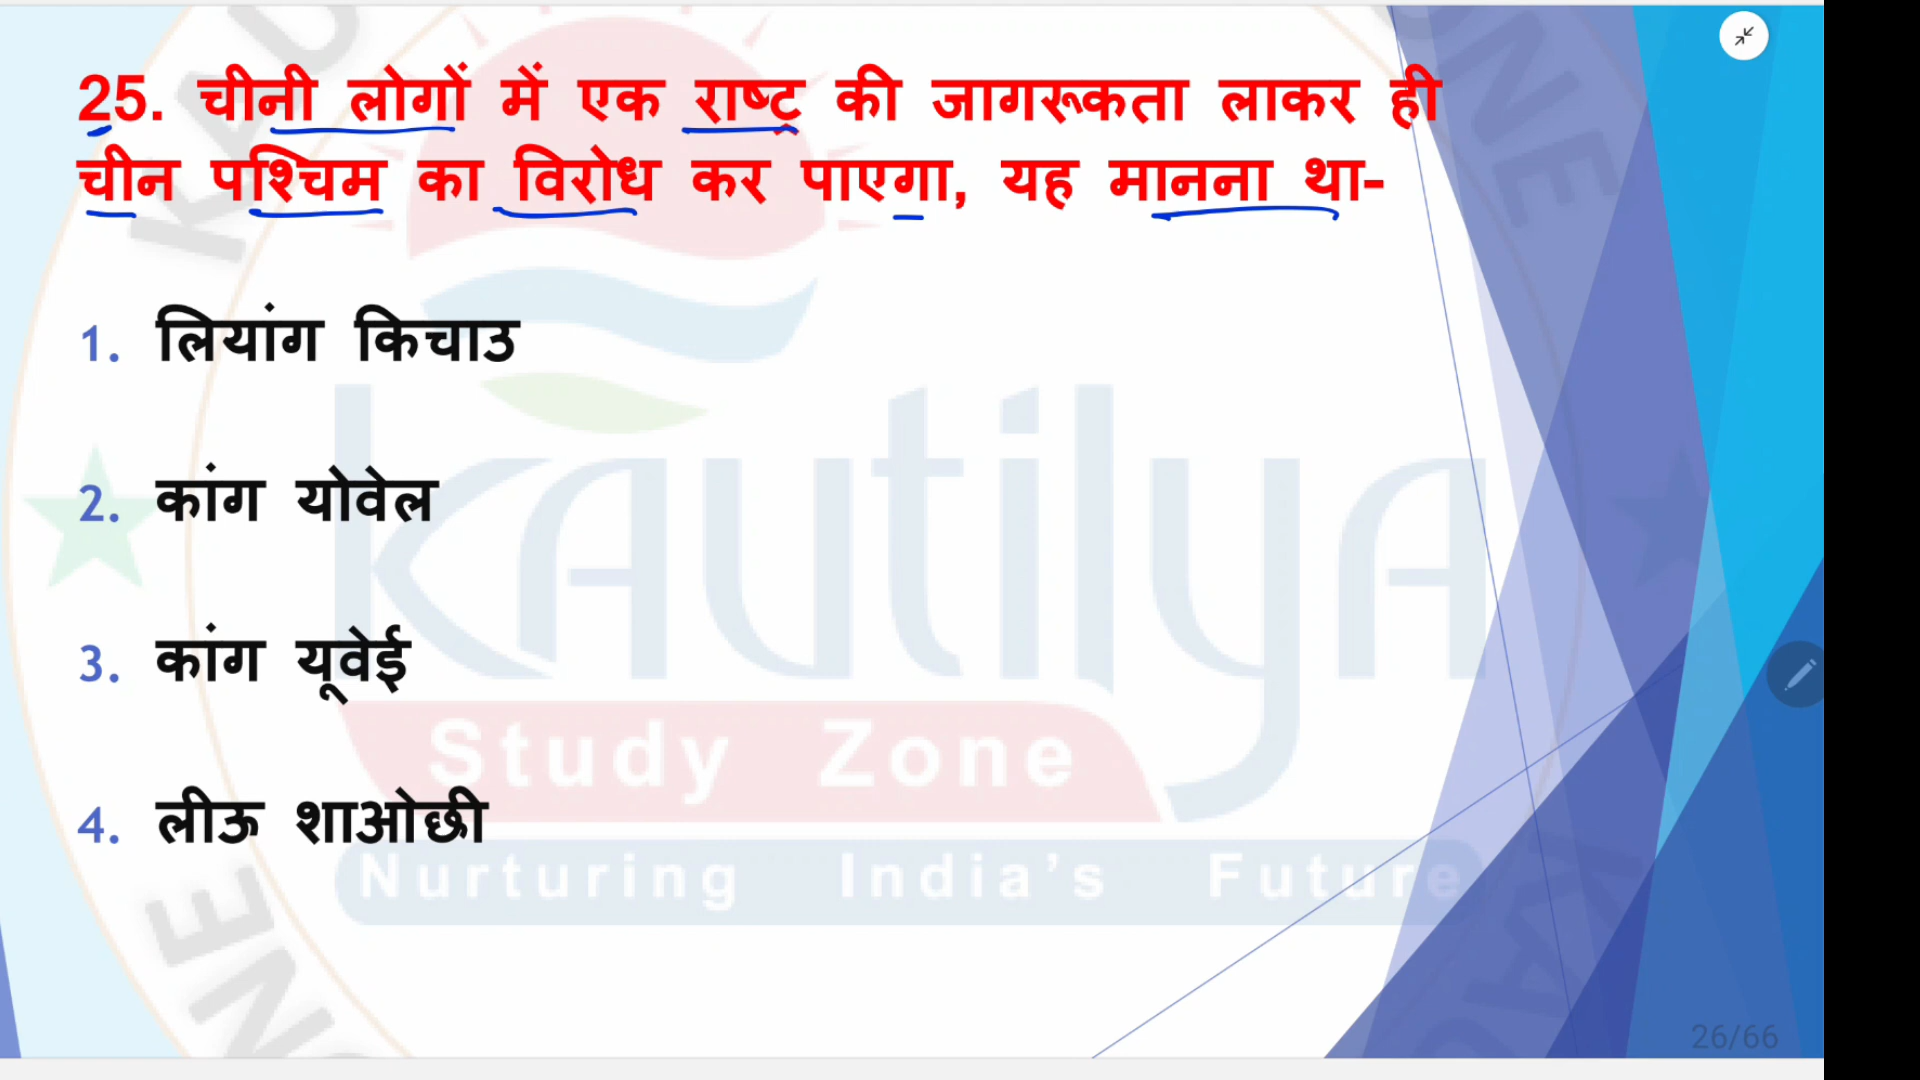 25. चीनी लोगों में एक राष्ट्र की जागरूकता लाकर ही
चीन पश्चिम का विरोध कर पाएगा, यह मानना था-
1. लियांग किचाउ
2. कांग योवेल
3. कांग यूवेई
4. लीऊ शाओछी
KAUTILYA
Study Zone
Nurturing India's Future
26/66